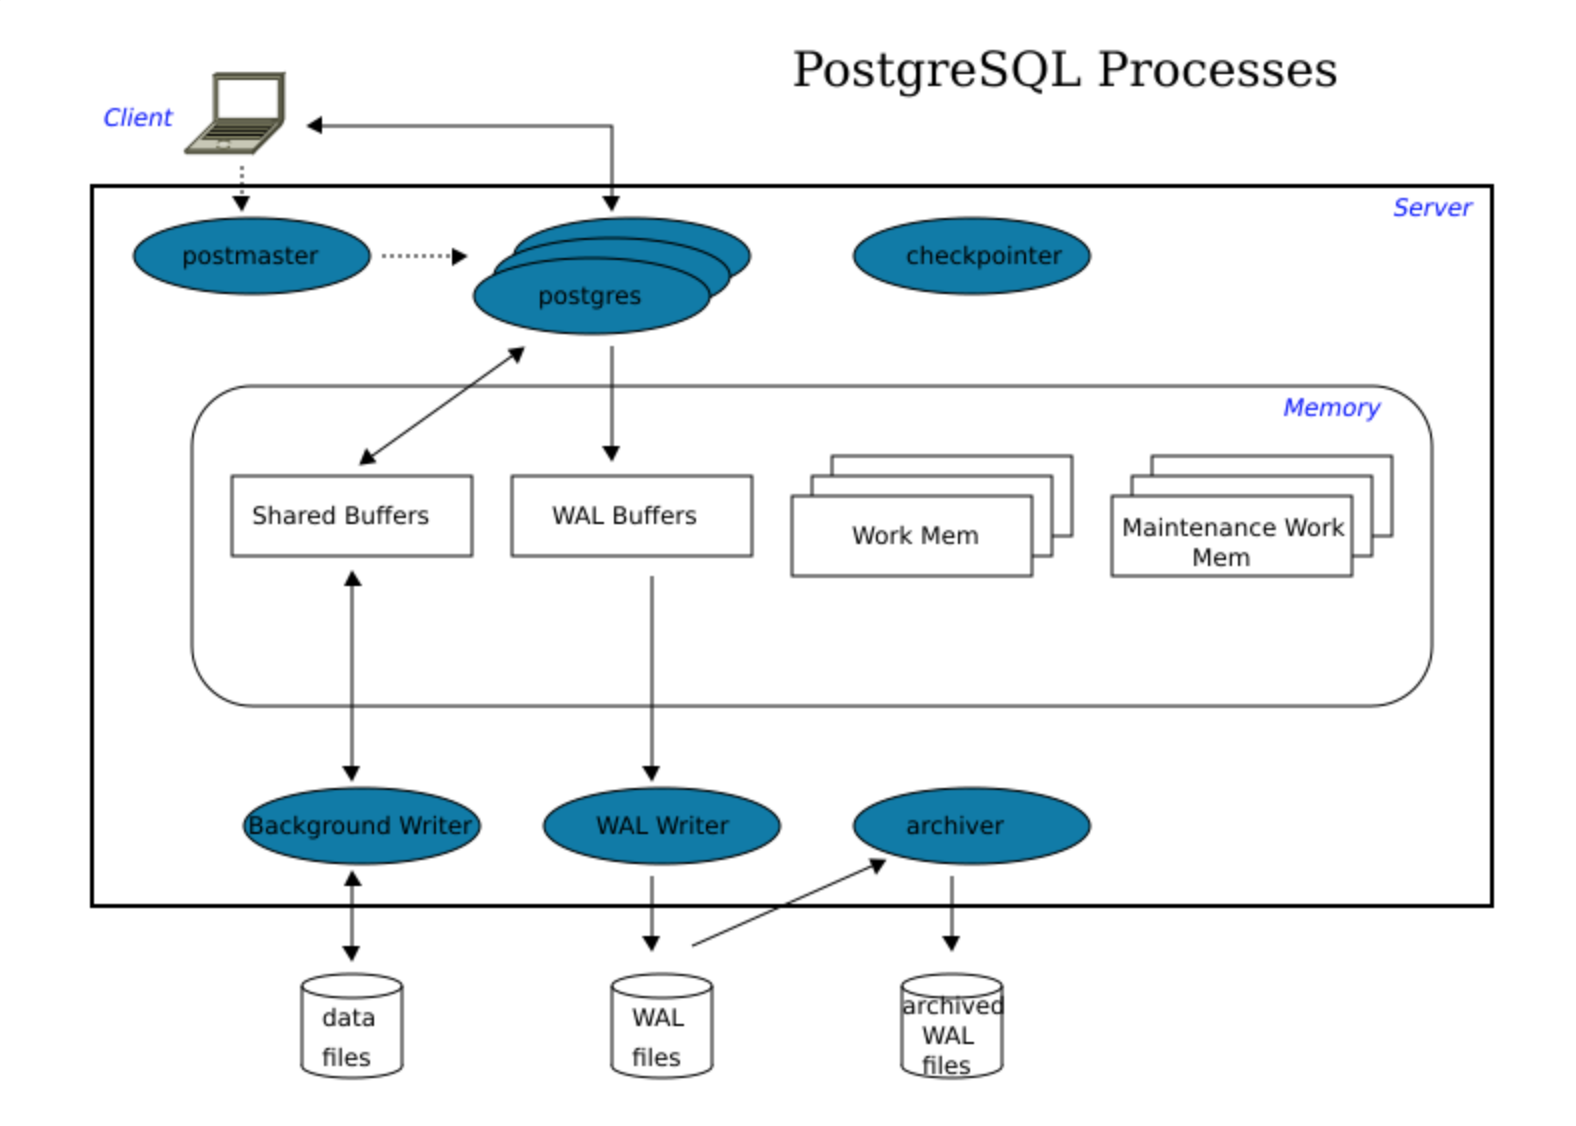 PostgreSQL Processes
Client
Server
postmaster
checkpointer
postgres
Memory
Shared Buffers
WAL Buffers
Work Mem
Maintenance Work
Mem
Background Writer
WAL Writer
archiver
data
files
WAL
files
archived
WAL
files